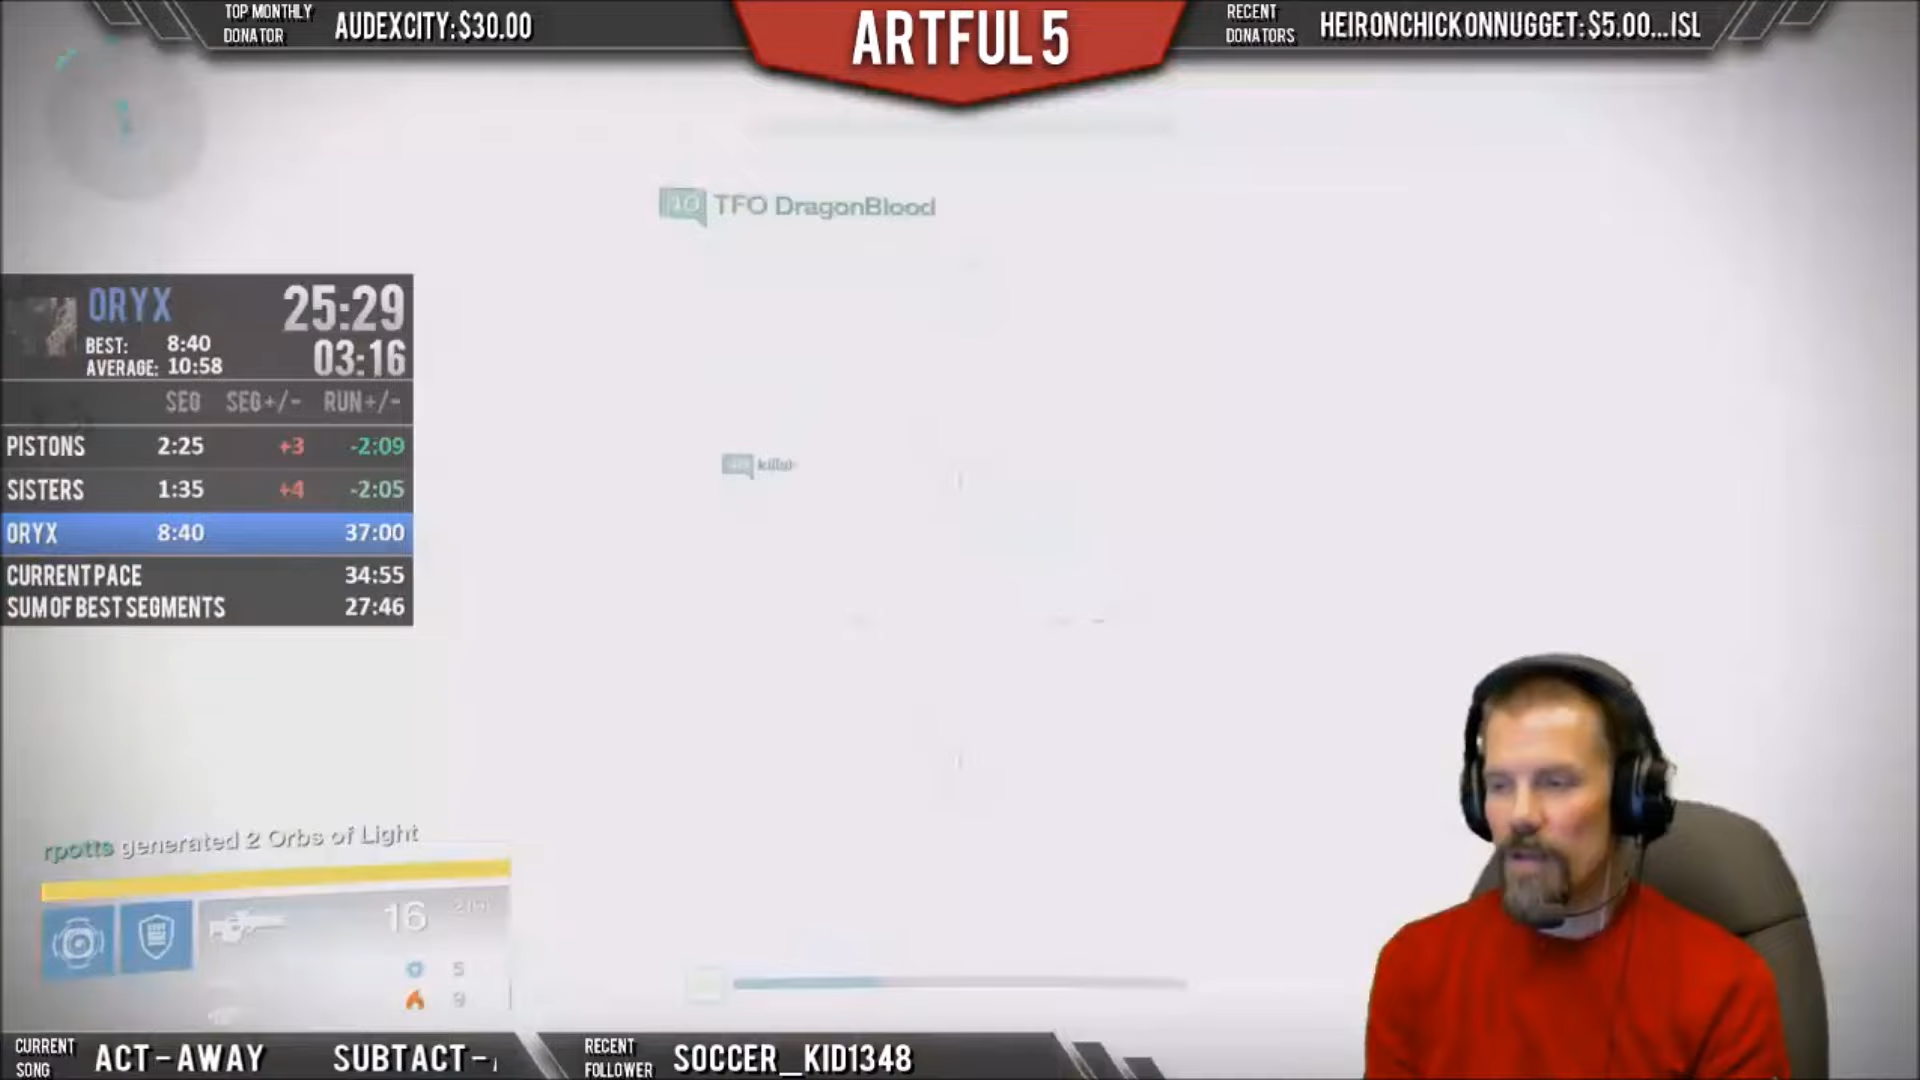 TOP MONTHLY
DONATOR
AUDEXCITY:$30.00
ARTFUL 5
RECENT
DONATORS
HEIRONCHICKONNUGGET:$5.00...ISL
TFO DragonBlood
ORYX
25:29
BEST: 8:40
03:16
AVERAGE: 10:58
SEG SEG+/- RUN+/-
PISTONS 2:25 +3 -2:09
SISTERS 1:35 +4 -2:05
ORYX 8:40 37:00
CURRENT PACE 34:55
SUM OF BEST SEGMENTS 27:46
rpotts generated 2 Orbs of Light
16
5
9
CURRENT
SONG
ACT - AWAY SUBTACT -
RECENT
FOLLOWER
SOCCER_KID1348